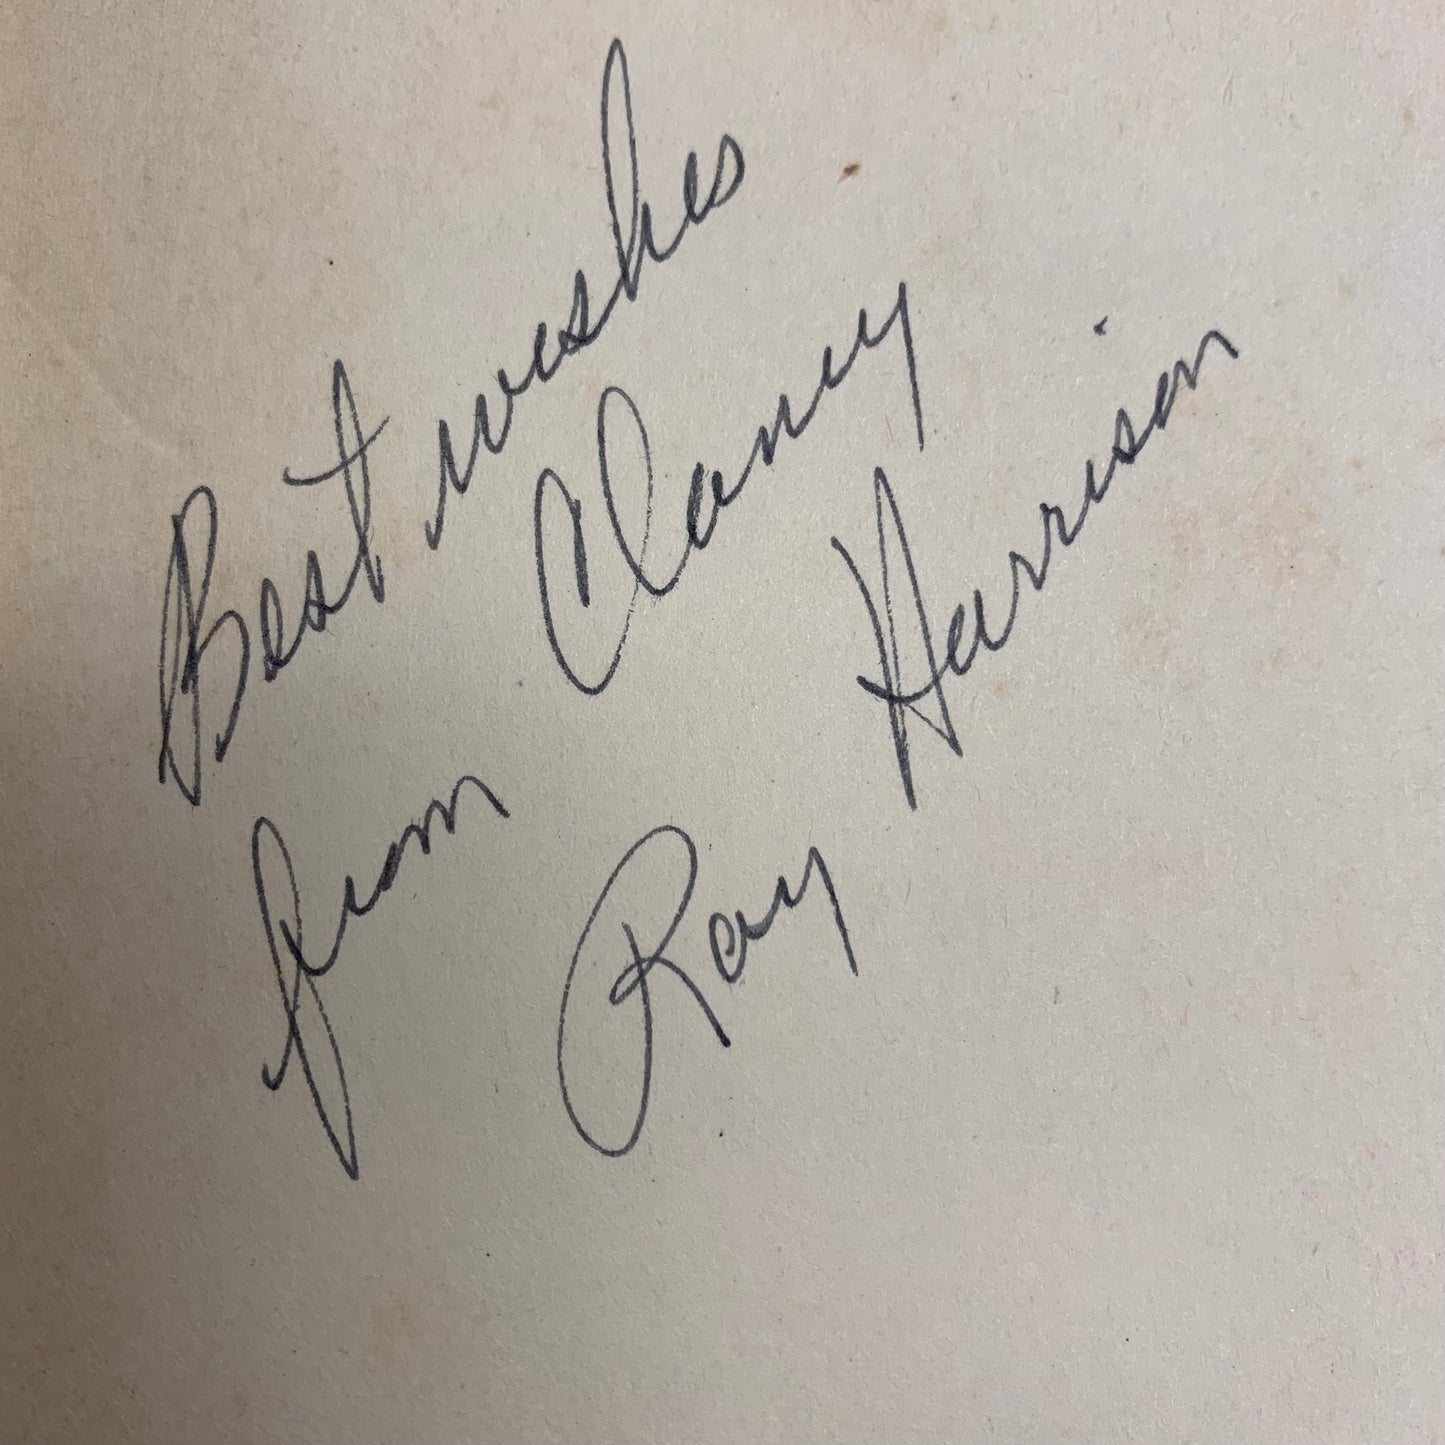 Best wishes
from Clancy
Ray Harrison